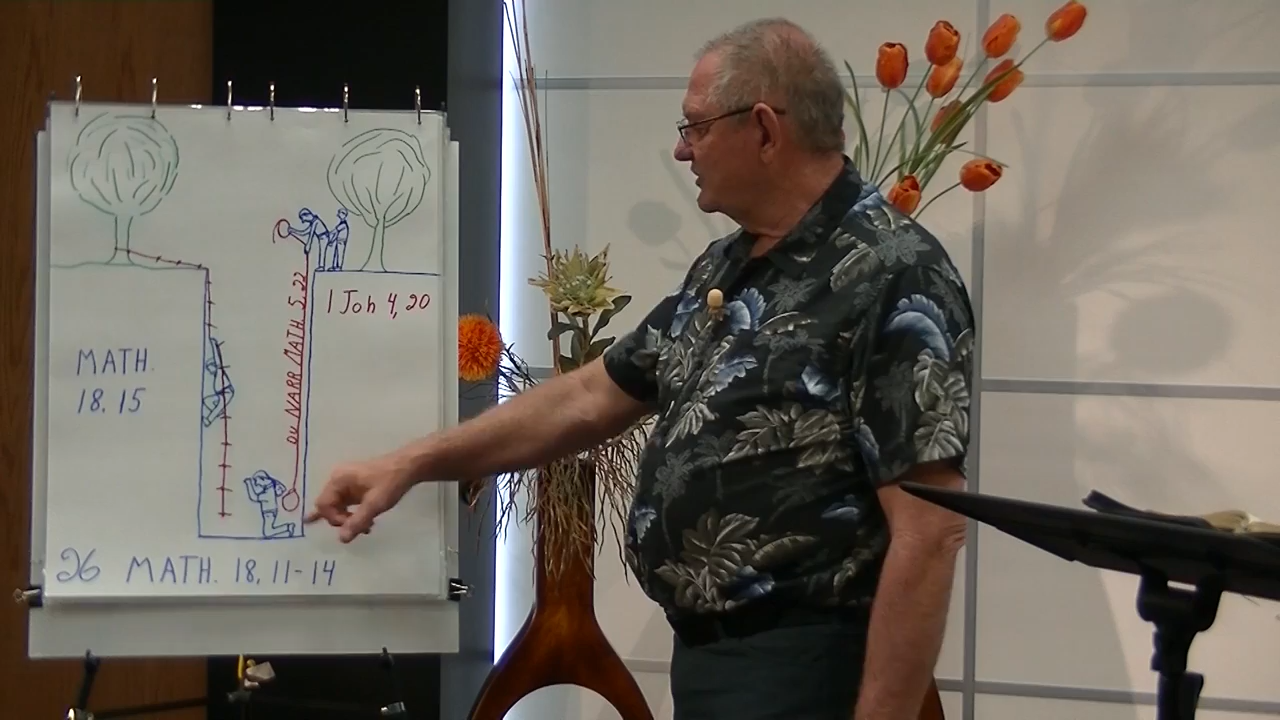 1 Joh 4, 20
DU NARR MATH 5.22
MATH.
18.15
26 MATH. 18, 11-14